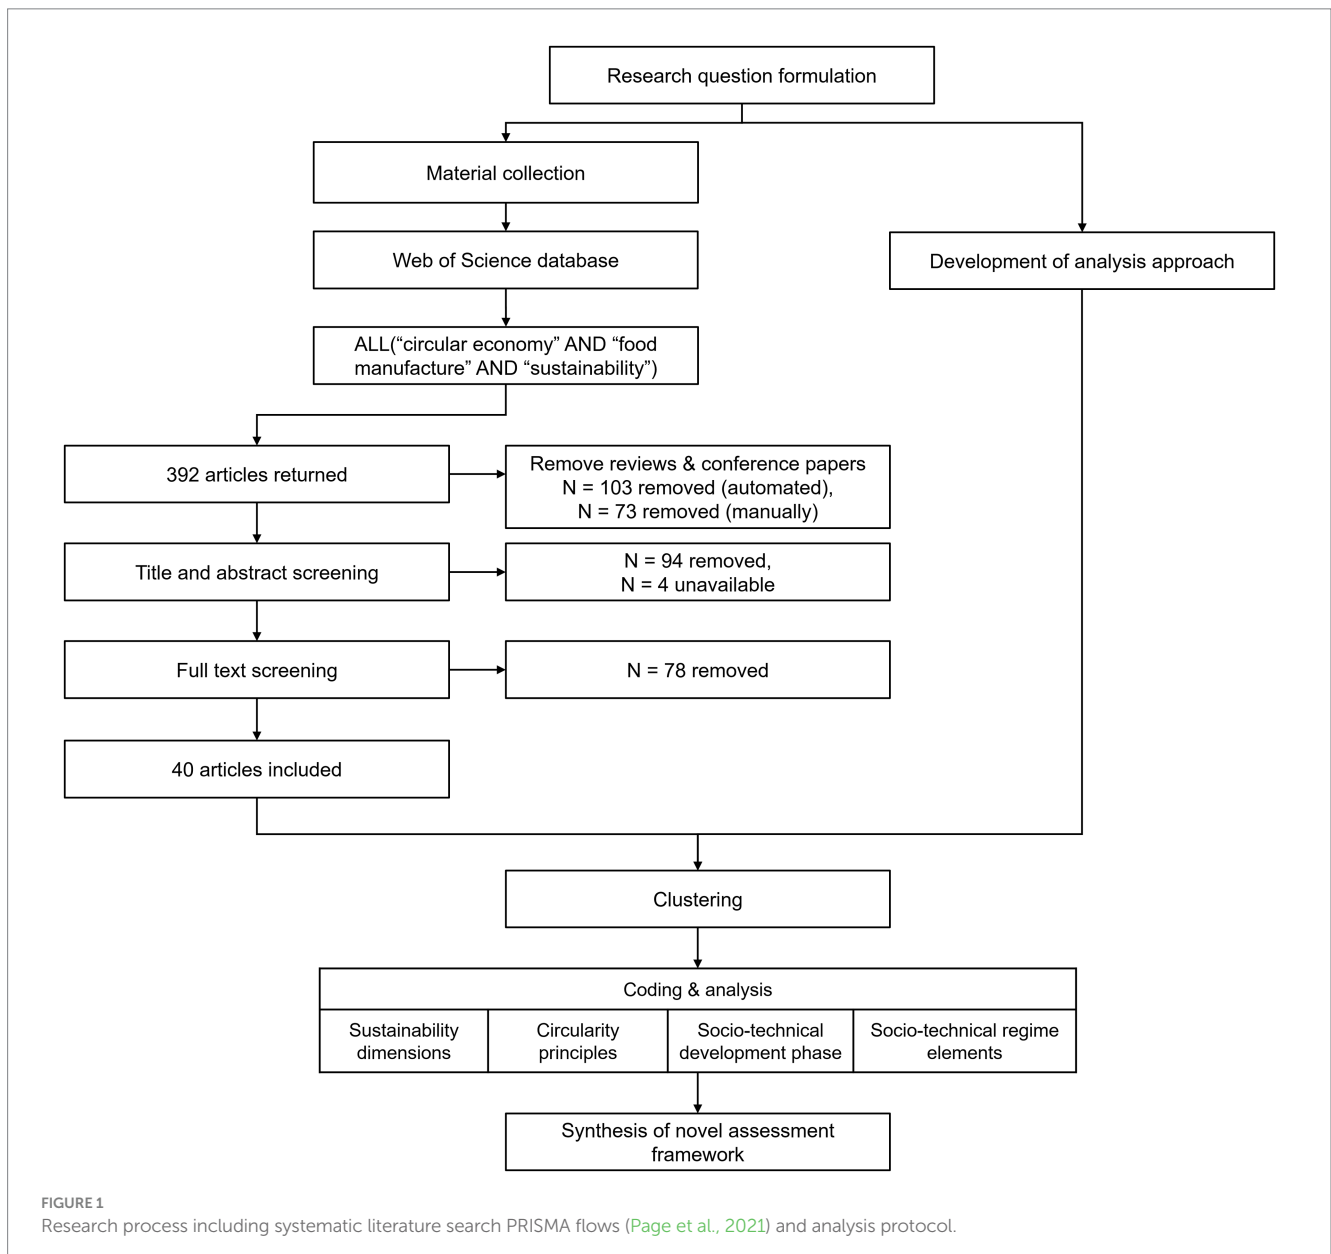 Research question formulation
Material collection
Web of Science database
Development of analysis approach
ALL(“circular economy” AND “food
manufacture” AND “sustainability”)
392 articles returned
Remove reviews & conference papers
N = 103 removed (automated),
N = 73 removed (manually)
Title and abstract screening
N = 94 removed,
N = 4 unavailable
Full text screening
N = 78 removed
40 articles included
Clustering
Coding & analysis
Sustainability
dimensions
Circularity
principles
Socio-technical
development phase
Socio-technical regime
elements
Synthesis of novel assessment
framework
FIGURE 1
Research process including systematic literature search PRISMA flows (Page et al., 2021) and analysis protocol.